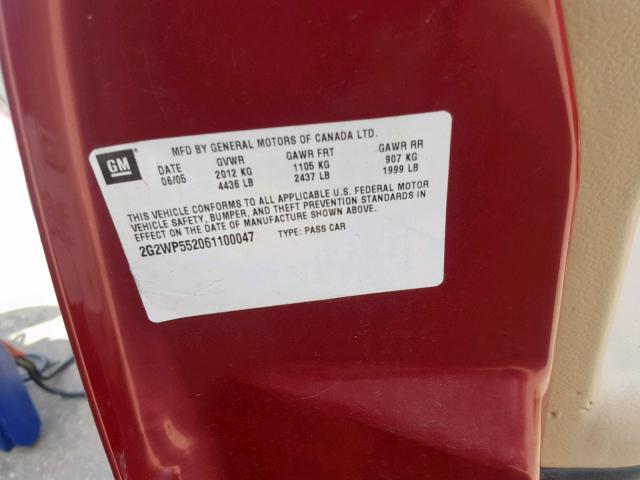 MFD BY GENERAL MOTORS OF CANADA LTD.
GM
DATE GVWR GAWR FRT GAWR RR
06/05 2012 KG 1105 KG 907 KG
4436 LB 2437 LB 1999 LB
THIS VEHICLE CONFORMS TO ALL APPLICABLE U.S. FEDERAL MOTOR
VEHICLE SAFETY, BUMPER, AND THEFT PREVENTION STANDARDS IN
EFFECT ON THE DATE OF MANUFACTURE SHOWN ABOVE.
2G2WP552061100047 TYPE: PASS CAR